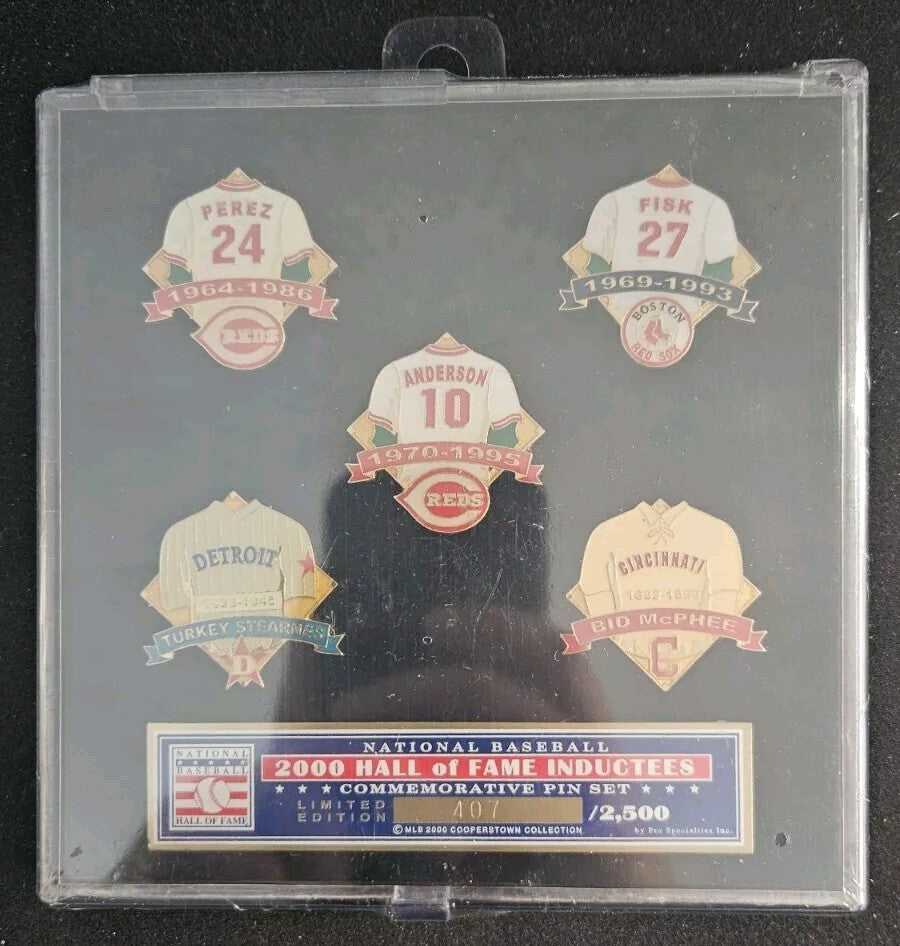 PEREZ
24
1964-1986
REDS
FISK
27
1969-1993
BOSTON
RED SOX
ANDERSON
10
1970-1995
REDS
DETROIT
TURKEY STEARNES
D
CINCINNATI
BID McPHEE
C
NATIONAL
BASEBALL
HALL OF FAME
NATIONAL BASEBALL
2000 HALL of FAME INDUCTEES
COMMEMORATIVE PIN SET
LIMITED EDITION 407 /2,500
© MLB 2000 COOPERSTOWN COLLECTION
by Pro Specialties Inc.